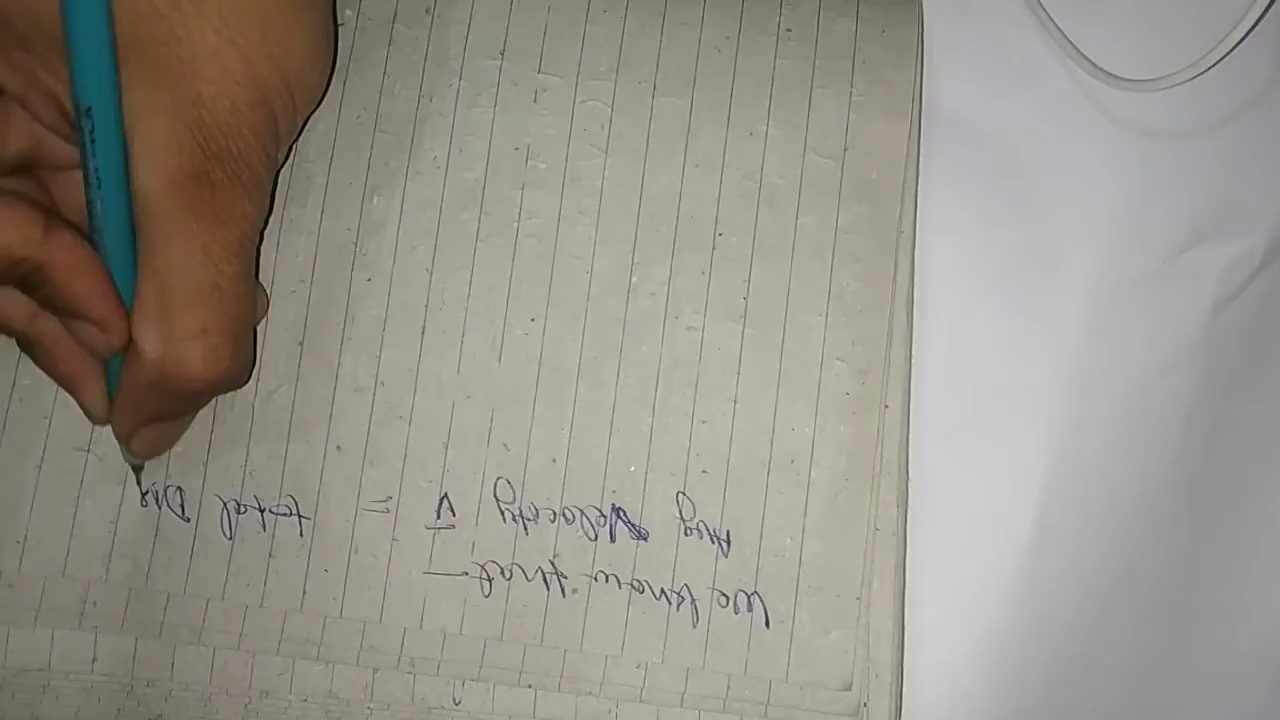 We know that –
Avg Velocity v̅ = total Dis